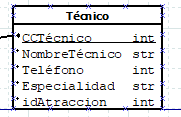 Técnico
*CCTécnico int
*NombreTécnico str
*Teléfono int
*Especialidad str
*idAtraccion int